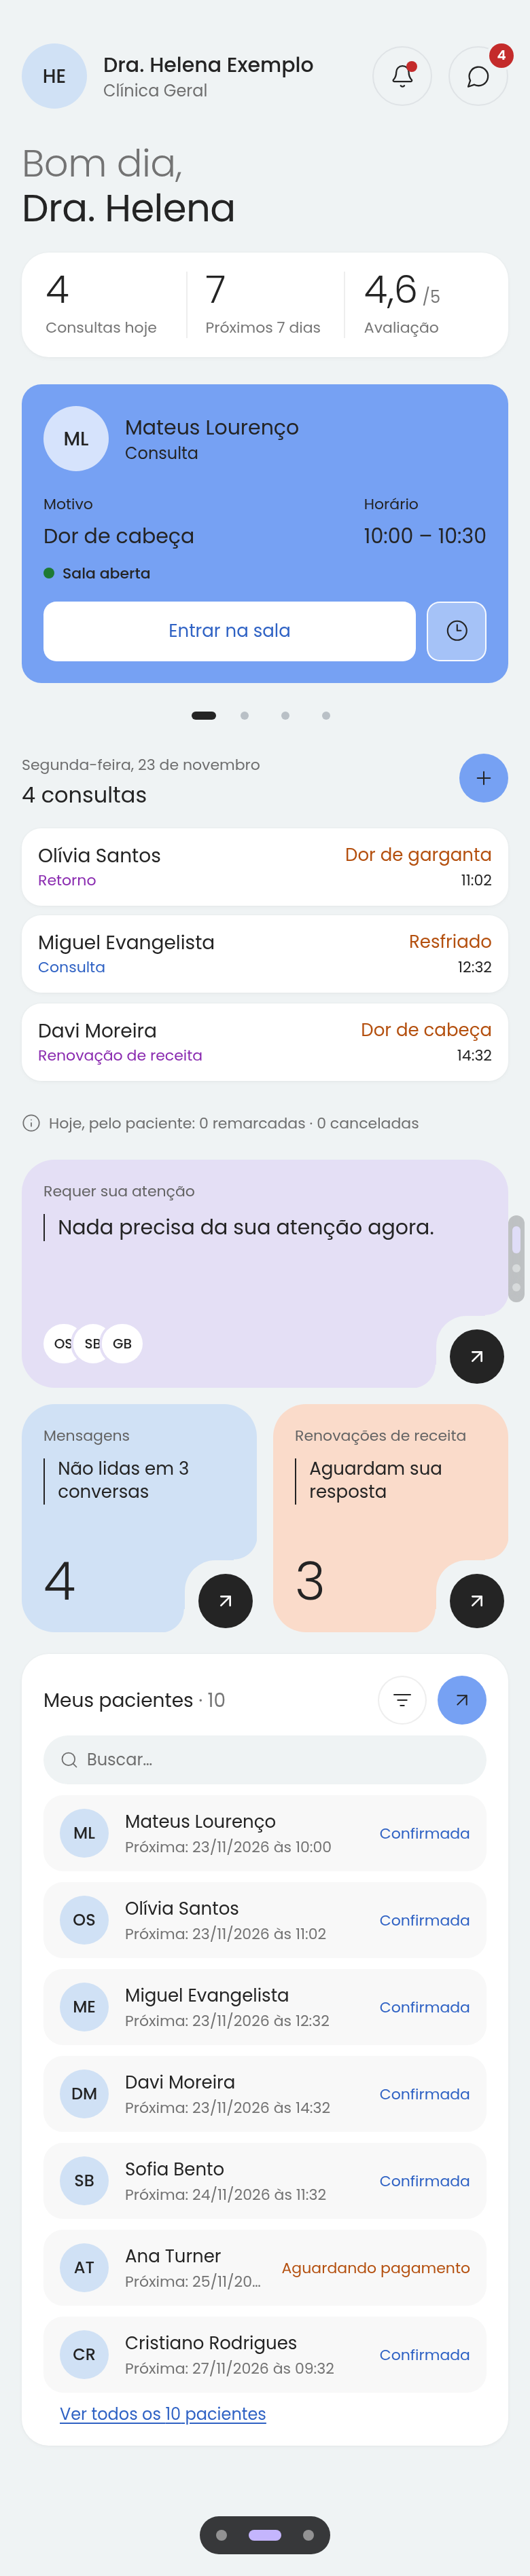 HE
Dra. Helena Exemplo
Clínica Geral
4
Bom dia,
Dra. Helena
4
Consultas hoje
7
Próximos 7 dias
4,6 /5
Avaliação
ML
Mateus Lourenço
Consulta
Motivo
Dor de cabeça
Horário
10:00 – 10:30
Sala aberta
Entrar na sala
Segunda-feira, 23 de novembro
4 consultas
Olívia Santos
Retorno
Dor de garganta
11:02
Miguel Evangelista
Consulta
Resfriado
12:32
Davi Moreira
Renovação de receita
Dor de cabeça
14:32
Hoje, pelo paciente: 0 remarcadas · 0 canceladas
Requer sua atenção
Nada precisa da sua atenção agora.
OS
SB
GB
Mensagens
Não lidas em 3
conversas
4
Renovações de receita
Aguardam sua
resposta
3
Meus pacientes · 10
Buscar...
ML
Mateus Lourenço
Próxima: 23/11/2026 às 10:00
Confirmada
OS
Olívia Santos
Próxima: 23/11/2026 às 11:02
Confirmada
ME
Miguel Evangelista
Próxima: 23/11/2026 às 12:32
Confirmada
DM
Davi Moreira
Próxima: 23/11/2026 às 14:32
Confirmada
SB
Sofia Bento
Próxima: 24/11/2026 às 11:32
Confirmada
AT
Ana Turner
Próxima: 25/11/20...
Aguardando pagamento
CR
Cristiano Rodrigues
Próxima: 27/11/2026 às 09:32
Confirmada
Ver todos os 10 pacientes